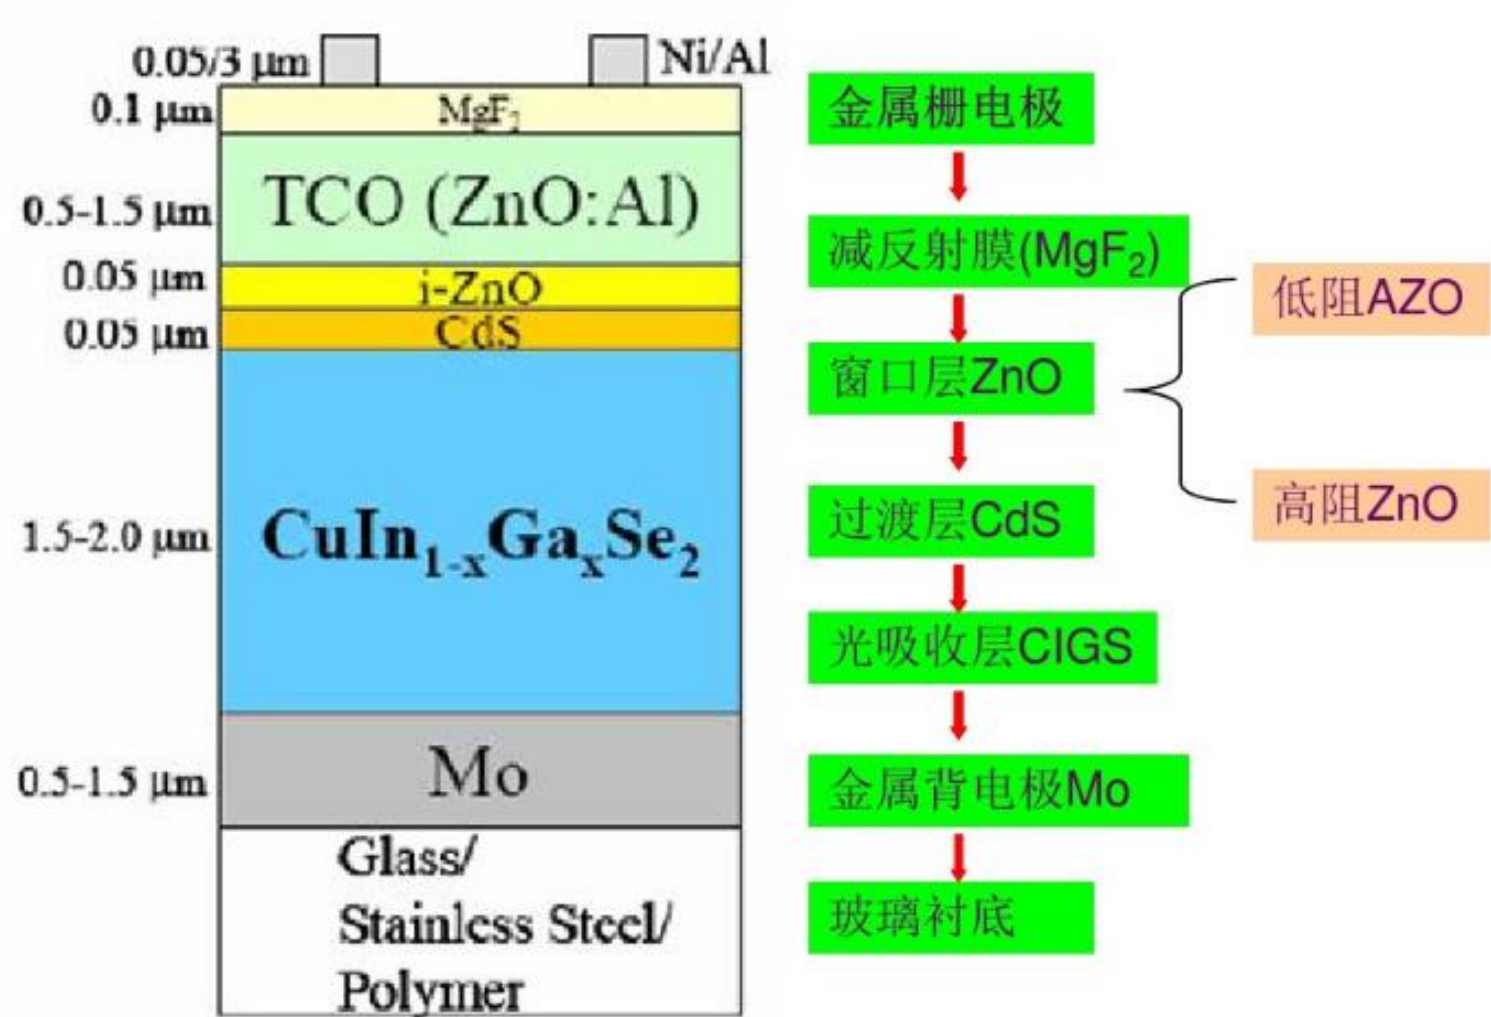 0.05/3 μm
Ni/Al
0.1 μm
MgF₂
0.5-1.5 μm
TCO (ZnO:Al)
0.05 μm
i-ZnO
0.05 μm
CdS
1.5-2.0 μm
CuIn₁₋ₓGaₓSe₂
0.5-1.5 μm
Mo
Glass/
Stainless Steel/
Polymer
金属栅电极
减反射膜(MgF₂)
窗口层ZnO
低阻AZO
高阻ZnO
过渡层CdS
光吸收层CIGS
金属背电极Mo
玻璃衬底